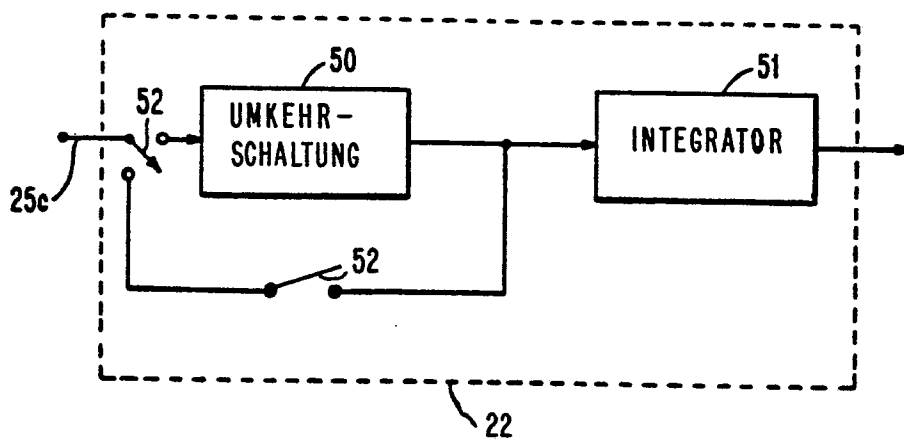 50
51
52
UMKEHR-
SCHALTUNG
INTEGRATOR
25c
52
22